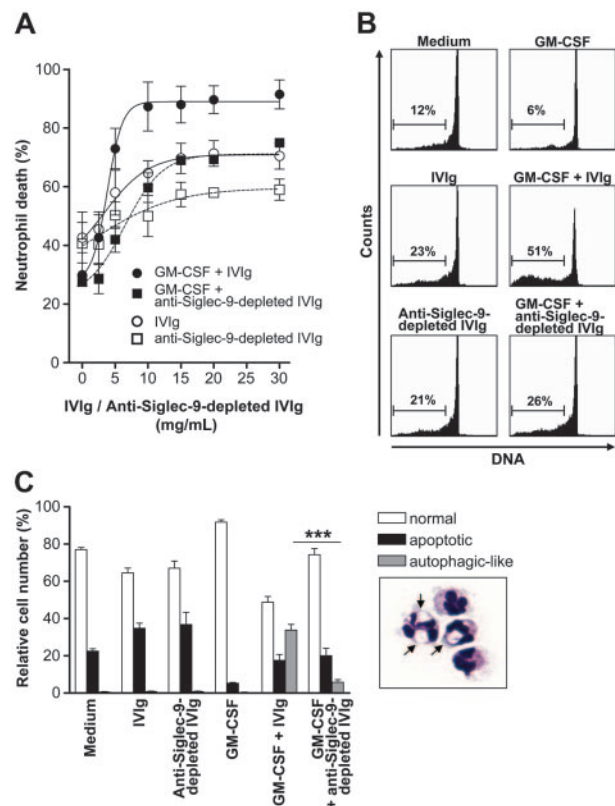 A
100
80
60
40
20
0
Neutrophil death (%)
GM-CSF + IVIg
GM-CSF +
anti-Siglec-9-depleted IVIg
IVIg
anti-Siglec-9-depleted IVIg
0 5 10 15 20 25 30
IVIg / Anti-Siglec-9-depleted IVIg
(mg/mL)
B
Medium
GM-CSF
12%
6%
IVIg
GM-CSF + IVIg
23%
51%
Anti-Siglec-9-
depleted IVIg
GM-CSF +
anti-Siglec-9-
depleted IVIg
21%
26%
Counts
DNA
C
100
80
60
40
20
0
Relative cell number (%)
***
Medium
IVIg
Anti-Siglec-9-
depleted IVIg
GM-CSF
GM-CSF + IVIg
GM-CSF
+ anti-Siglec-9-
depleted IVIg
normal
apoptotic
autophagic-like